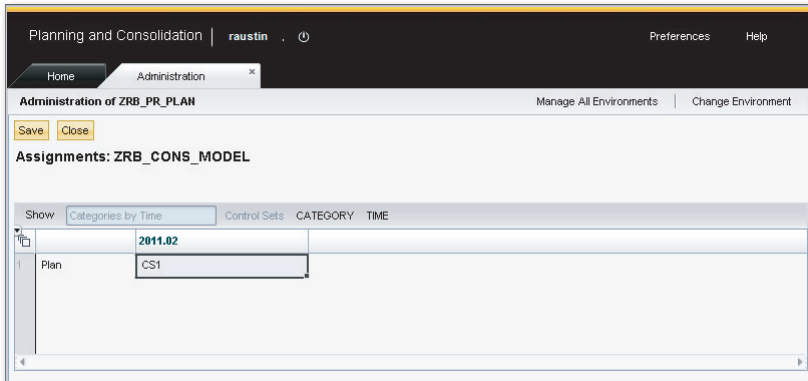 Planning and Consolidation | raustin . Preferences Help
Home Administration ×
Administration of ZRB_PR_PLAN Manage All Environments | Change Environment
Save Close
Assignments: ZRB_CONS_MODEL
Show Categories by Time Control Sets CATEGORY TIME
2011.02
1 Plan CS1